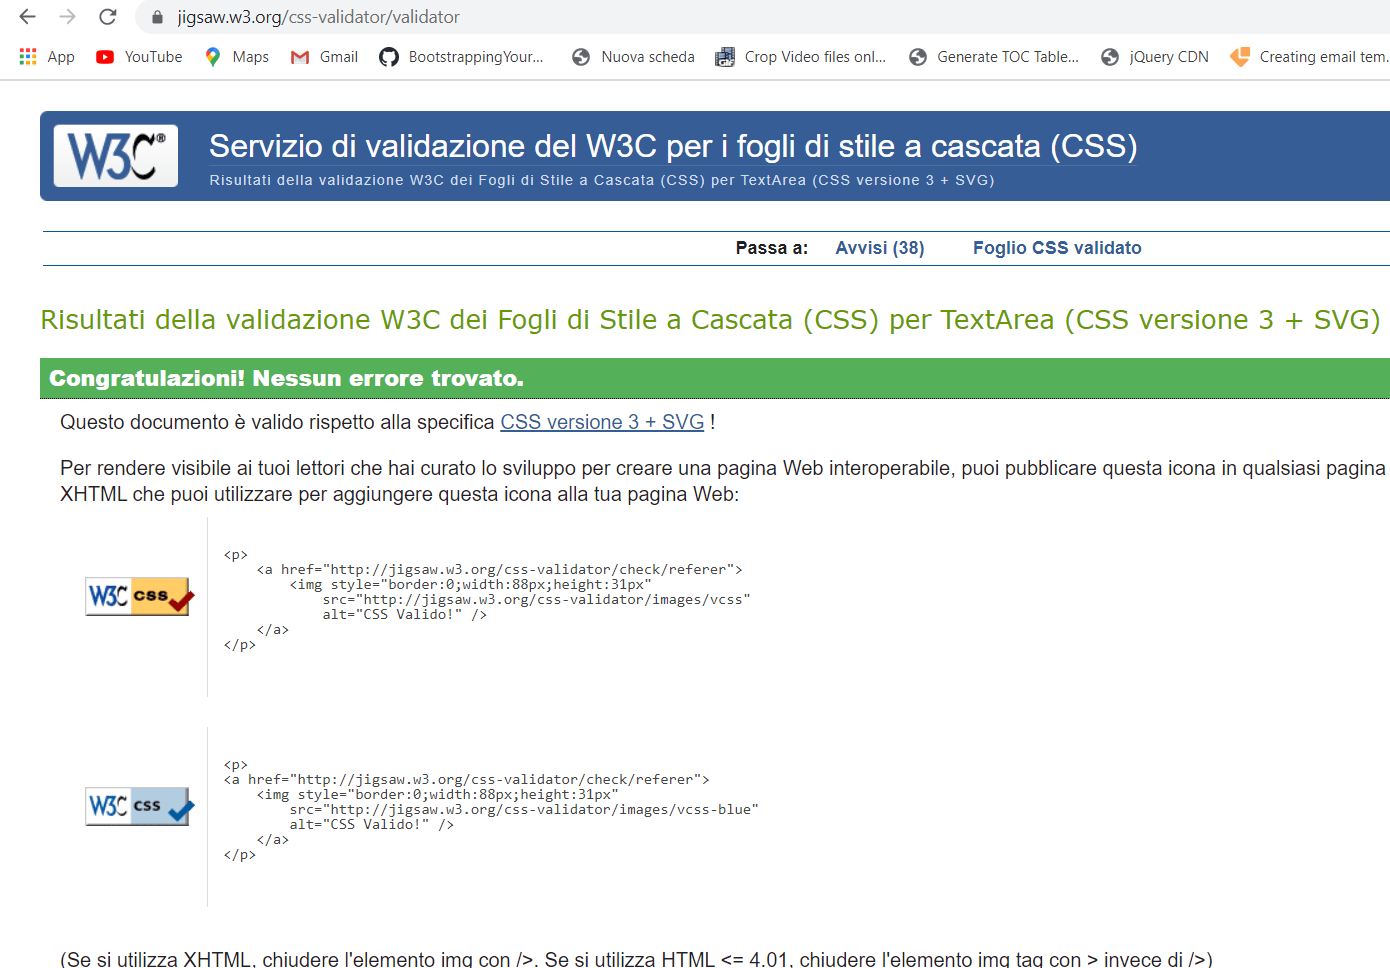 jigsaw.w3.org/css-validator/validator
App YouTube Maps Gmail BootstrappingYour... Nuova scheda Crop Video files onl... Generate TOC Table... jQuery CDN Creating email tem.
W3C® Servizio di validazione del W3C per i fogli di stile a cascata (CSS)
Risultati della validazione W3C dei Fogli di Stile a Cascata (CSS) per TextArea (CSS versione 3 + SVG)
Passa a: Avvisi (38) Foglio CSS validato
Risultati della validazione W3C dei Fogli di Stile a Cascata (CSS) per TextArea (CSS versione 3 + SVG)
Congratulazioni! Nessun errore trovato.
Questo documento è valido rispetto alla specifica CSS versione 3 + SVG !
Per rendere visibile ai tuoi lettori che hai curato lo sviluppo per creare una pagina Web interoperabile, puoi pubblicare questa icona in qualsiasi pagina
XHTML che puoi utilizzare per aggiungere questa icona alla tua pagina Web:
<p>
<a href="http://jigsaw.w3.org/css-validator/check/referer">
<img style="border:0;width:88px;height:31px"
W3C css
src="http://jigsaw.w3.org/css-validator/images/vcss"
alt="CSS Valido!" />
</a>
</p>
<p>
<a href="http://jigsaw.w3.org/css-validator/check/referer">
<img style="border:0;width:88px;height:31px"
W3C css
src="http://jigsaw.w3.org/css-validator/images/vcss-blue"
alt="CSS Valido!" />
</a>
</p>
(Se si utilizza XHTML, chiudere l'elemento img con />. Se si utilizza HTML <= 4.01, chiudere l'elemento img tag con > invece di />)